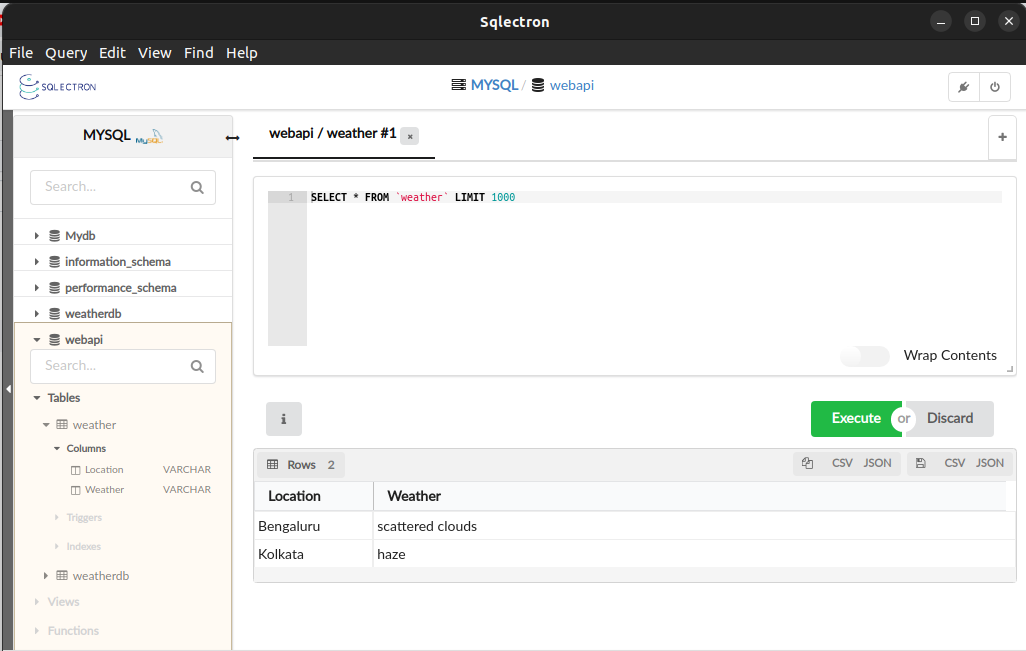 Sqlectron
File Query Edit View Find Help
SQLECTRON
MYSQL / webapi
MYSQL MySQL
webapi / weather #1 ×
+
Search...
1 SELECT * FROM `weather` LIMIT 1000
Mydb
information_schema
performance_schema
weatherdb
webapi
Search...
Wrap Contents
Tables
weather
Columns
Location VARCHAR
Weather VARCHAR
Triggers
Indexes
weatherdb
Views
Functions
i
Execute or Discard
Rows 2
CSV JSON CSV JSON
Location Weather
Bengaluru scattered clouds
Kolkata haze